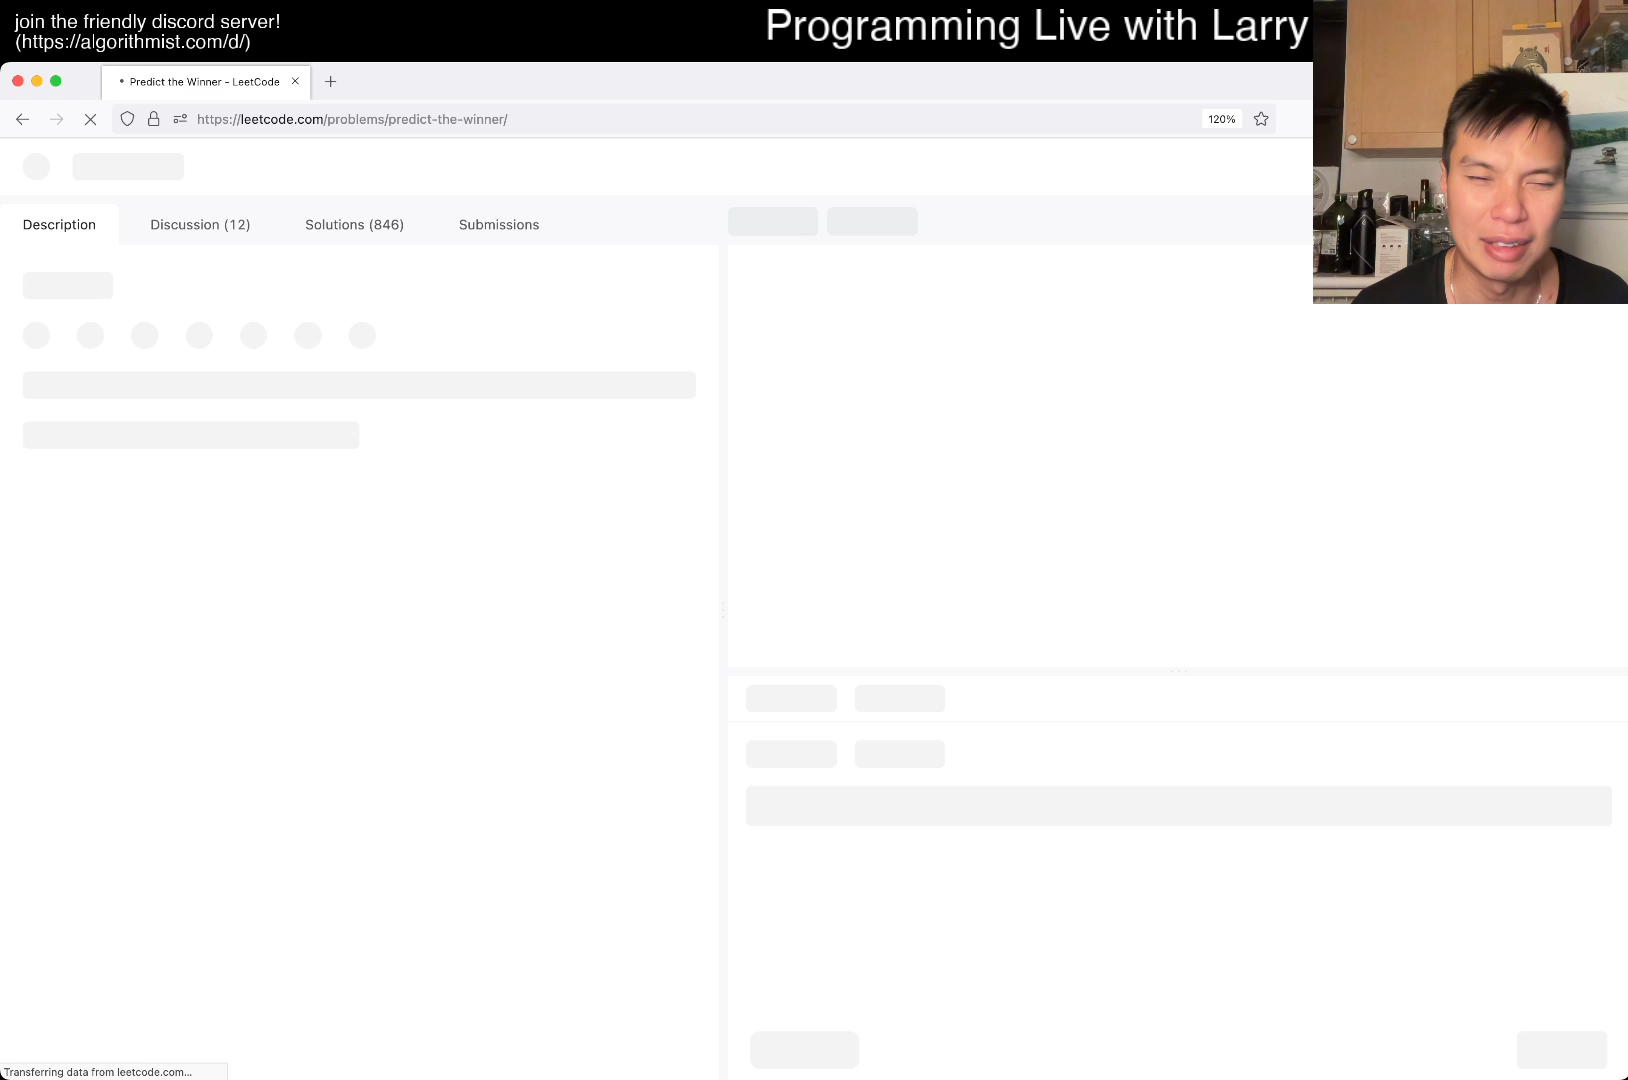 join the friendly discord server!
(https://algorithmist.com/d/)
Programming Live with Larry
• Predict the Winner - LeetCode
https://leetcode.com/problems/predict-the-winner/
120%
Description
Discussion (12)
Solutions (846)
Submissions
Transferring data from leetcode.com...